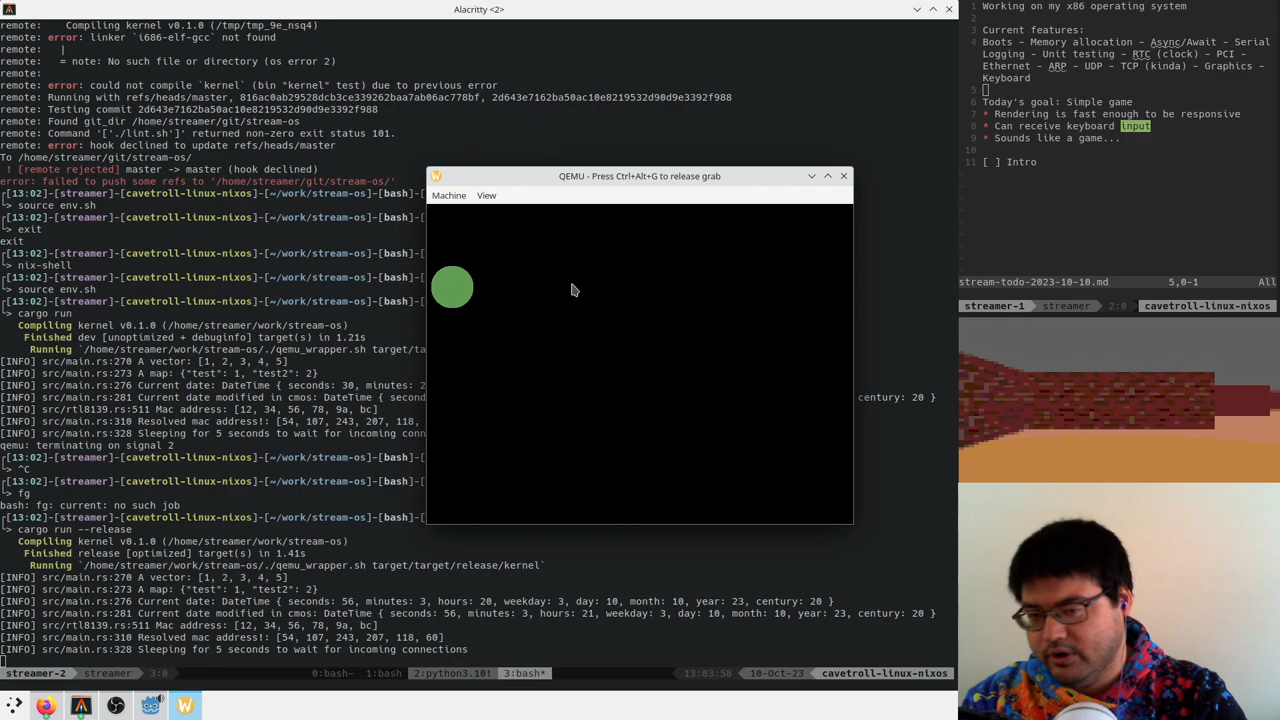 Alacritty <2>
remote:    Compiling kernel v0.1.0 (/tmp/tmp_9e_nsq4)
remote: error: linker `i686-elf-gcc` not found
remote:   |
remote:   = note: No such file or directory (os error 2)
remote:
remote: error: could not compile `kernel` (bin "kernel" test) due to previous error
remote: Running with refs/heads/master, 816ac0ab29528dcb3ce339262baa7ab06ac778bf, 2d643e7162ba50ac10e8219532d90d9e3392f988
remote: Testing commit 2d643e7162ba50ac10e8219532d90d9e3392f988
remote: Found git_dir /home/streamer/git/stream-os
remote: Command '['./lint.sh']' returned non-zero exit status 101.
remote: error: hook declined to update refs/heads/master
To /home/streamer/git/stream-os/
 ! [remote rejected] master -> master (hook declined)
error: failed to push some refs to '/home/streamer/git/stream-os/'
[13:02]-[streamer]-[cavetroll-linux-nixos]-[~/work/stream-os]-[bash]-[
> source env.sh
[13:02]-[streamer]-[cavetroll-linux-nixos]-[~/work/stream-os]-[bash]-[
> exit
exit
[13:02]-[streamer]-[cavetroll-linux-nixos]-[~/work/stream-os]-[bash]-[
> nix-shell
[13:02]-[streamer]-[cavetroll-linux-nixos]-[~/work/stream-os]-[bash]-[
> source env.sh
[13:02]-[streamer]-[cavetroll-linux-nixos]-[~/work/stream-os]-[bash]-[
> cargo run
   Compiling kernel v0.1.0 (/home/streamer/work/stream-os)
    Finished dev [unoptimized + debuginfo] target(s) in 1.21s
     Running `/home/streamer/work/stream-os/./qemu_wrapper.sh target/ta
[INFO] src/main.rs:270 A vector: [1, 2, 3, 4, 5]
[INFO] src/main.rs:273 A map: {"test": 1, "test2": 2}
[INFO] src/main.rs:276 Current date: DateTime { seconds: 30, minutes: 2
[INFO] src/main.rs:281 Current date modified in cmos: DateTime { second c, century: 20 }
[INFO] src/rtl8139.rs:511 Mac address: [12, 34, 56, 78, 9a, bc]
[INFO] src/main.rs:310 Resolved mac address!: [54, 107, 243, 207, 118,
[INFO] src/main.rs:328 Sleeping for 5 seconds to wait for incoming conn
qemu: terminating on signal 2
[13:02]-[streamer]-[cavetroll-linux-nixos]-[~/work/stream-os]-[bash]-[
> ^C
[13:02]-[streamer]-[cavetroll-linux-nixos]-[~/work/stream-os]-[bash]-[
> fg
bash: fg: current: no such job
[13:02]-[streamer]-[cavetroll-linux-nixos]-[~/work/stream-os]-[bash]-[
> cargo run --release
   Compiling kernel v0.1.0 (/home/streamer/work/stream-os)
    Finished release [optimized] target(s) in 1.41s
     Running `/home/streamer/work/stream-os/./qemu_wrapper.sh target/target/release/kernel`
[INFO] src/main.rs:270 A vector: [1, 2, 3, 4, 5]
[INFO] src/main.rs:273 A map: {"test": 1, "test2": 2}
[INFO] src/main.rs:276 Current date: DateTime { seconds: 56, minutes: 3, hours: 20, weekday: 3, day: 10, month: 10, year: 23, century: 20 }
[INFO] src/main.rs:281 Current date modified in cmos: DateTime { seconds: 56, minutes: 3, hours: 21, weekday: 3, day: 10, month: 10, year: 23, century: 20 }
[INFO] src/rtl8139.rs:511 Mac address: [12, 34, 56, 78, 9a, bc]
[INFO] src/main.rs:310 Resolved mac address!: [54, 107, 243, 207, 118, 60]
[INFO] src/main.rs:328 Sleeping for 5 seconds to wait for incoming connections
streamer-2 streamer 3:0 0:bash- 1:bash 2:python3.10! 3:bash* 13:03:58 10-Oct-23 cavetroll-linux-nixos
QEMU - Press Ctrl+Alt+G to release grab
Machine View
1 Working on my x86 operating system
2
3 Current features:
4 Boots - Memory allocation - Async/Await - Serial
Logging - Unit testing - RTC (clock) - PCI -
Ethernet - ARP - UDP - TCP (kinda) - Graphics -
Keyboard
5
6 Today's goal: Simple game
7 * Rendering is fast enough to be responsive
8 * Can receive keyboard input
9 * Sounds like a game...
10
11 [ ] Intro
stream-todo-2023-10-10.md 5,0-1 All
streamer-1 streamer 2:0 cavetroll-linux-nixos